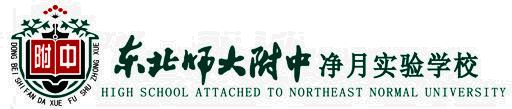 附中
DONG BEI SHI FAN DA XUE FU SHU ZHONG XUE
东北师大附中净月实验学校
HIGH SCHOOL ATTACHED TO NORTHEAST NORMAL UNIVERSITY